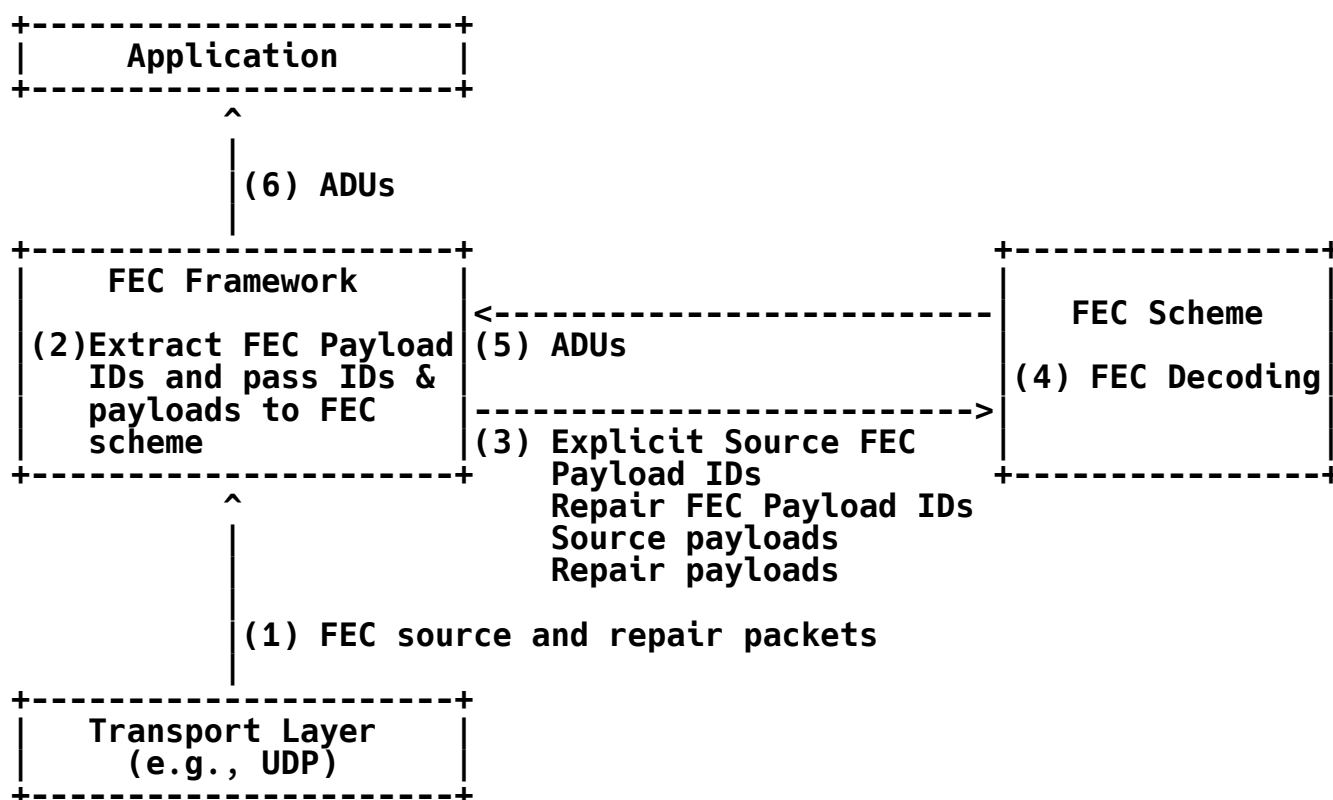 Application
(6) ADUs
FEC Framework
FEC Scheme
(2)Extract FEC Payload
(5) ADUs
IDs and pass IDs &
(4) FEC Decoding
payloads to FEC
scheme
(3) Explicit Source FEC
Payload IDs
Repair FEC Payload IDs
Source payloads
Repair payloads
(1) FEC source and repair packets
Transport Layer
(e.g., UDP)